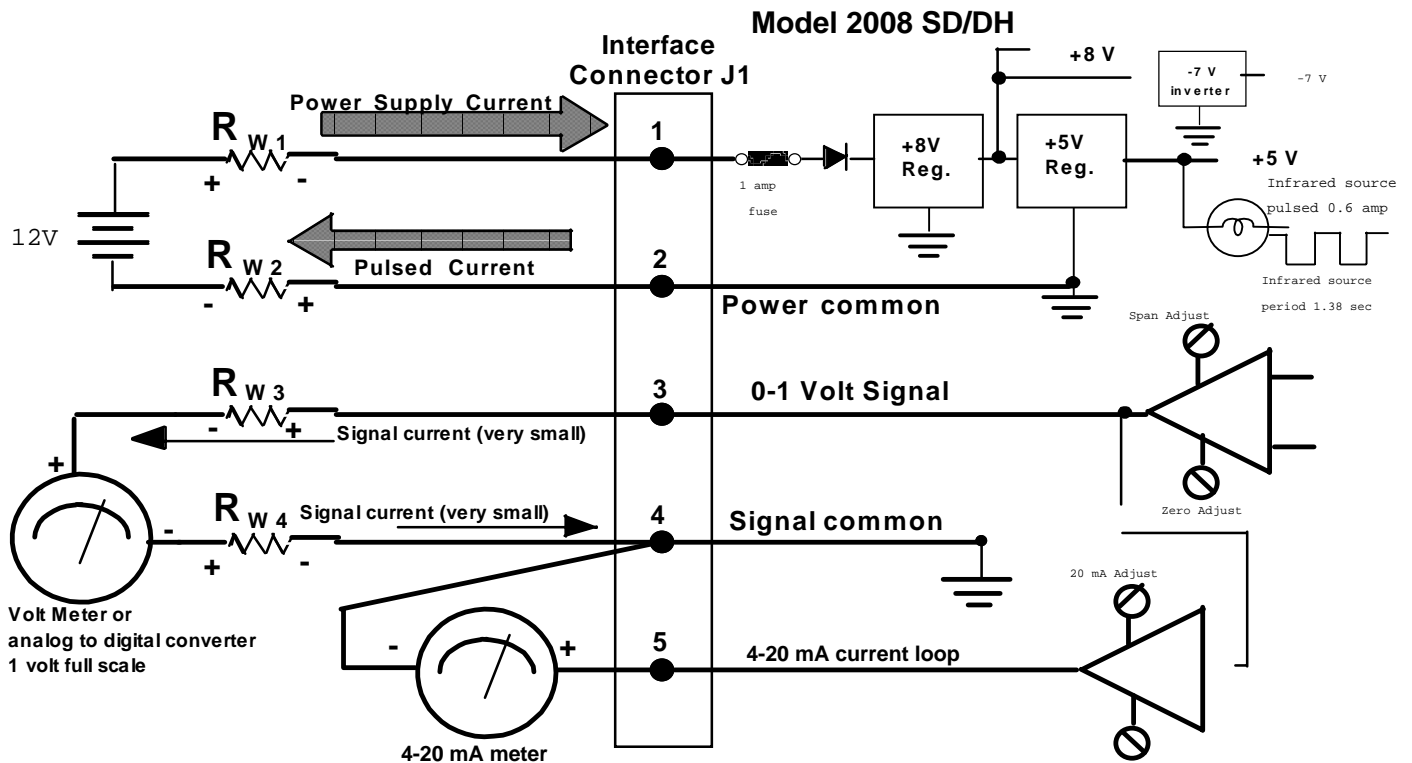 Model 2008 SD/DH
Interface
Connector J1
Power Supply Current
R W 1
+ -
12V
R W 2
- +
Pulsed Current
1
1 amp
fuse
+8V
Reg.
+8 V
+5V
Reg.
-7 V
inverter
-7 V
+5 V
Infrared source
pulsed 0.6 amp
Infrared source
period 1.38 sec
2
Power common
R W 3
- +
Signal current (very small)
3
0-1 Volt Signal
Span Adjust
Zero Adjust
+
-
R W 4
+ -
Signal current (very small)
4
Signal common
Volt Meter or
analog to digital converter
1 volt full scale
- +
4-20 mA meter
5
4-20 mA current loop
20 mA Adjust